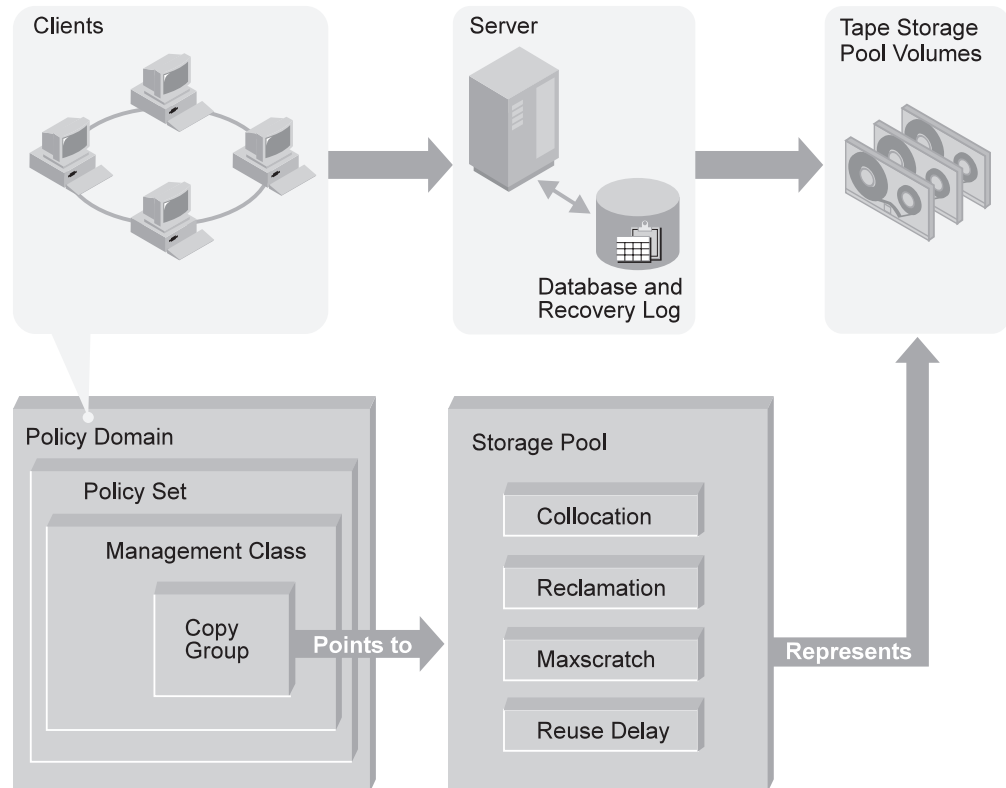 Clients
Server
Tape Storage
Pool Volumes
Database and
Recovery Log
Policy Domain
Policy Set
Management Class
Copy
Group
Points to
Storage Pool
Collocation
Reclamation
Maxscratch
Reuse Delay
Represents